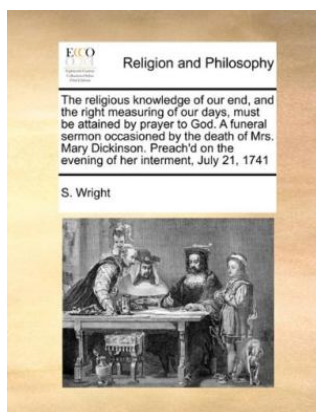 ECCO
Religion and Philosophy
The religious knowledge of our end, and
the right measuring of our days, must
be attained by prayer to God. A funeral
sermon occasioned by the death of Mrs.
Mary Dickinson. Preach'd on the
evening of her interment, July 21, 1741
S. Wright